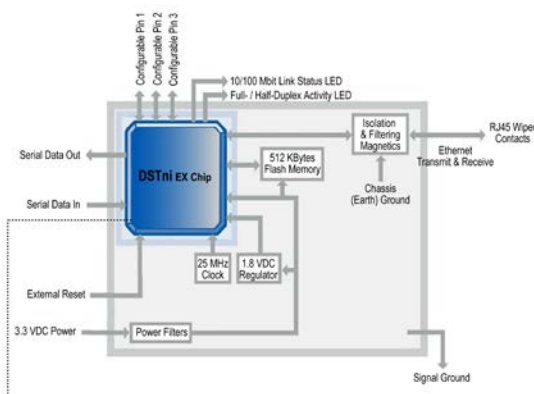 Configurable Pin 1
Configurable Pin 2
Configurable Pin 3
10/100 Mbit Link Status LED
Full- / Half-Duplex Activity LED
Isolation
& Filtering
Magnetics
RJ45 Wiper
Contacts
Ethernet
Transmit & Receive
Serial Data Out
DSTni EX Chip
512 KBytes
Flash Memory
Chassis
(Earth) Ground
Serial Data In
25 MHz
Clock
1.8 VDC
Regulator
External Reset
3.3 VDC Power
Power Filters
Signal Ground